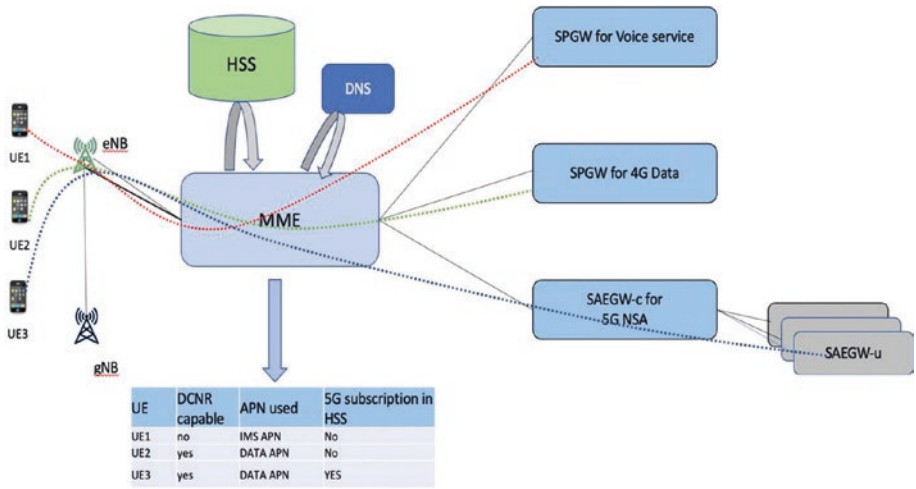 SPGW for Voice service
HSS
DNS
UE1
eNB
UE2
MME
SPGW for 4G Data
UE3
gNB
SAEGW-c for
5G NSA
SAEGW-u
UE DCNR capable APN used 5G subscription in HSS
UE1 no IMS APN No
UE2 yes DATA APN No
UE3 yes DATA APN YES